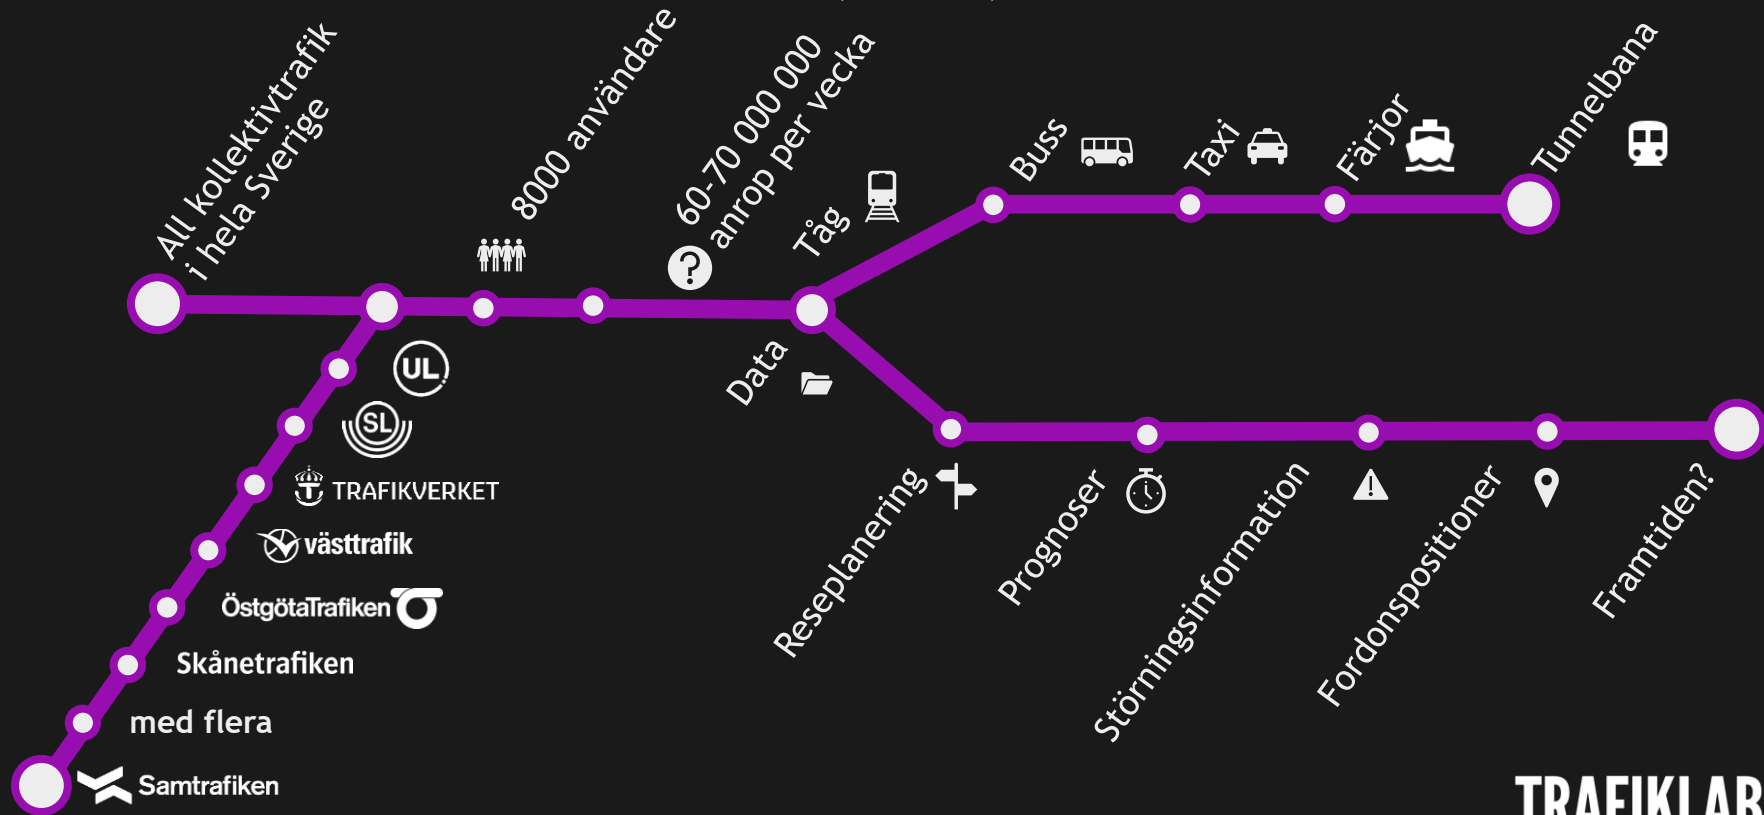 All kollektivtrafik
i hela Sverige
8000 användare
60-70 000 000
anrop per vecka
?
Tåg
Buss
Taxi
Färjor
Tunnelbana
Data
UL
SL
TRAFIKVERKET
västtrafik
ÖstgötaTrafiken
Skånetrafiken
med flera
Samtrafiken
Reseplanering
Prognoser
Störningsinformation
!
Fordonspositioner
Framtiden?
TRAFIKLAB